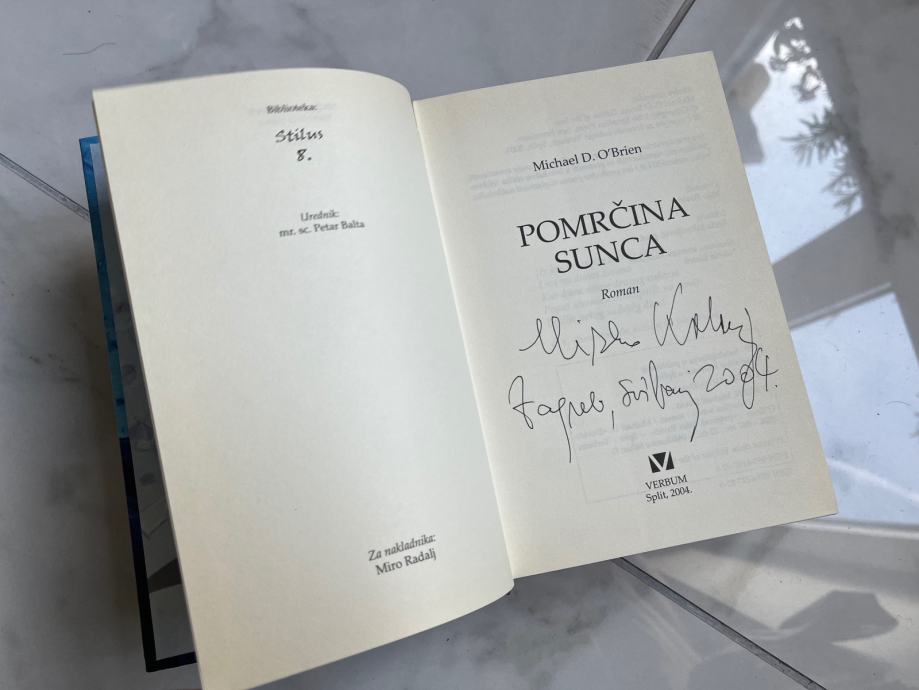 Biblioteka:
Stilus
8.
Urednik:
mr. sc. Petar Balta
Za nakladnika:
Miro Radalj
Michael D. O'Brien
POMRČINA
SUNCA
Roman
Zagreb, svibanj 2004.
VERBUM
Split, 2004.